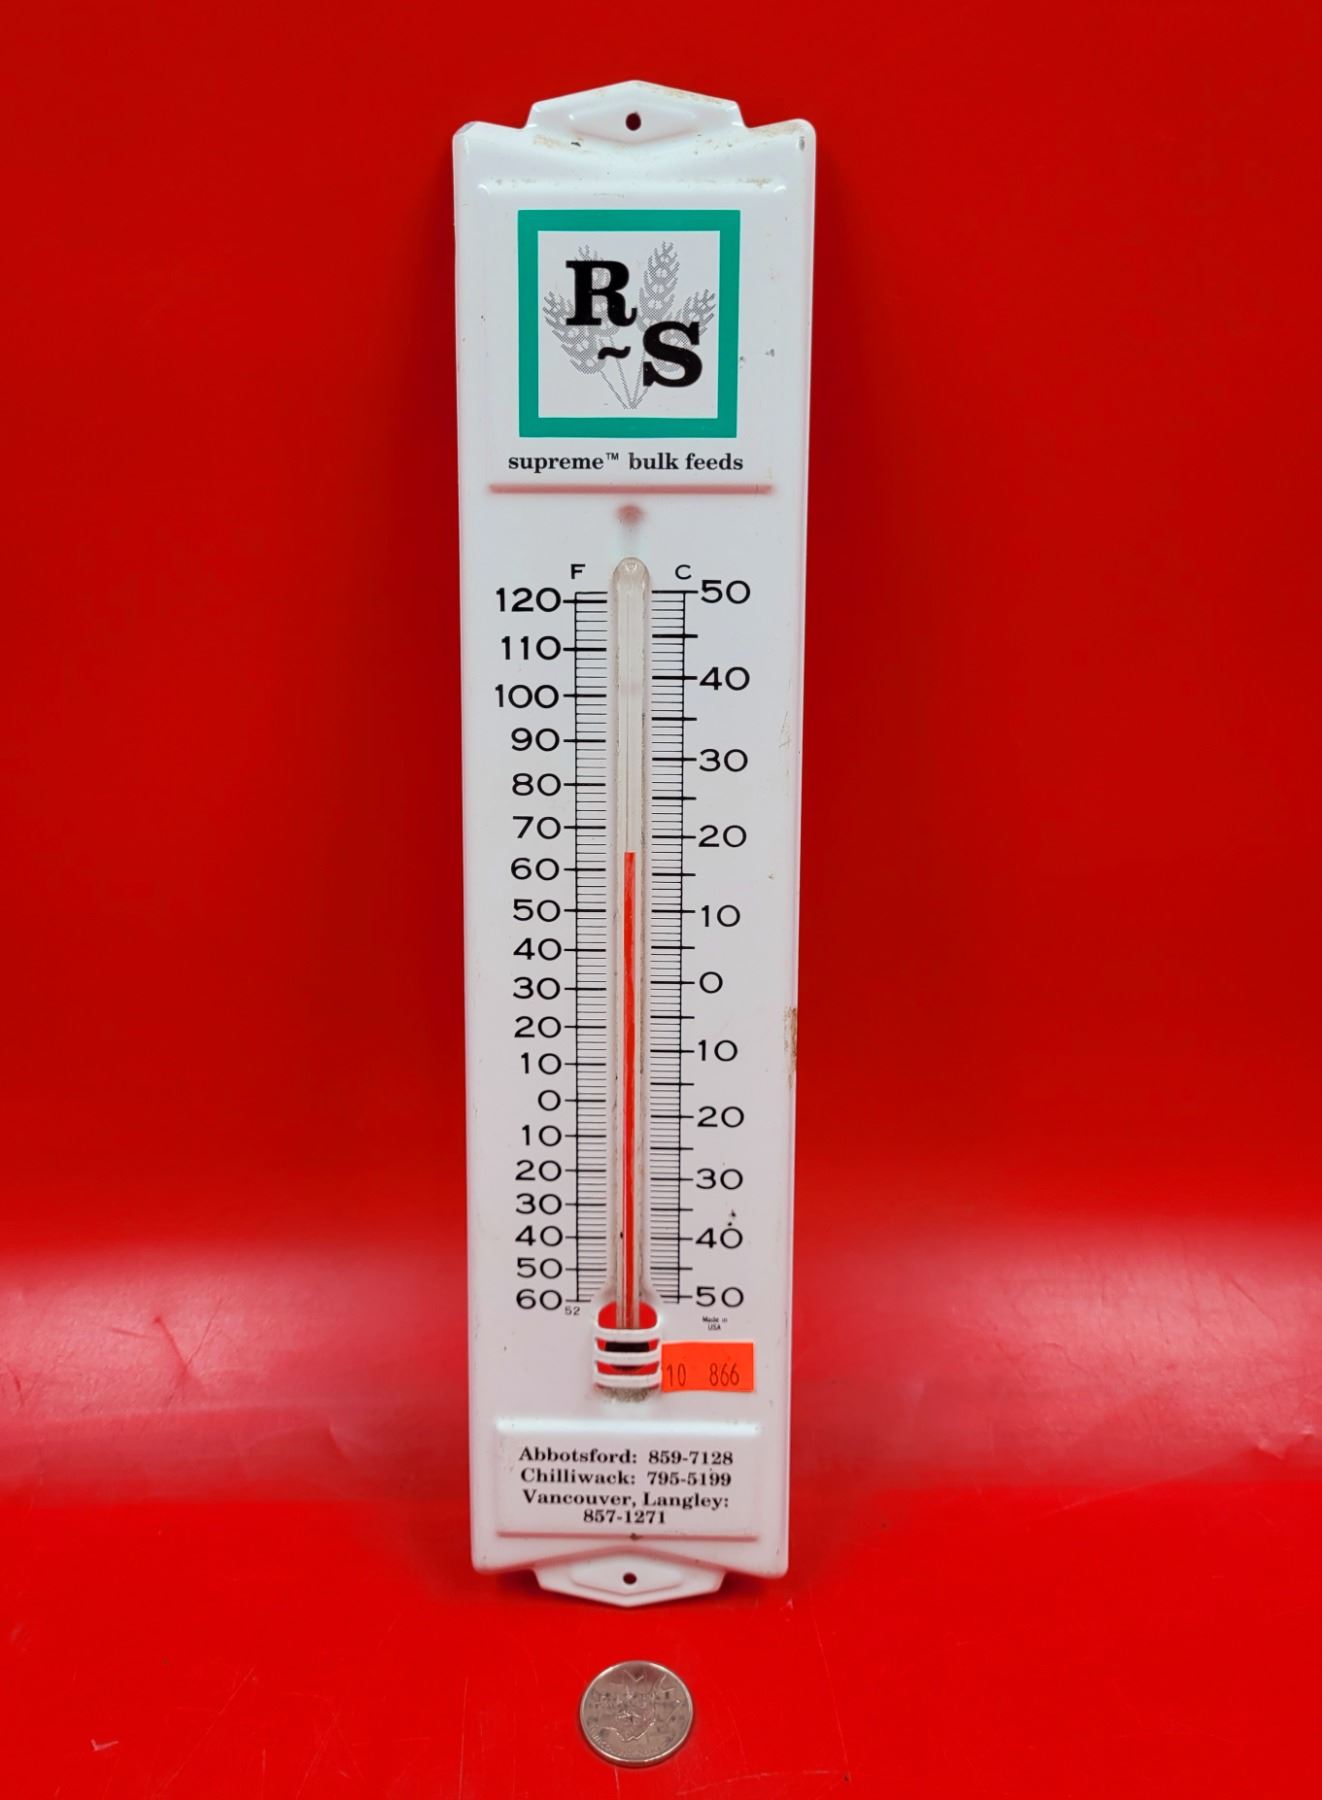 R
~S
supreme™ bulk feeds
F C
120 50
110
100 40
90
80 30
70 20
60
50 10
40
30 0
20
10 10
0
10 20
20 30
30
40 40
50
60 50
52
Made in
USA
10 866
Abbotsford: 859-7128
Chilliwack: 795-5199
Vancouver, Langley:
857-1271